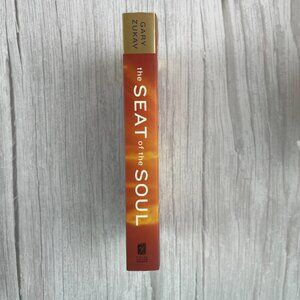 GARY
ZUKAV
the SEAT of the SOUL